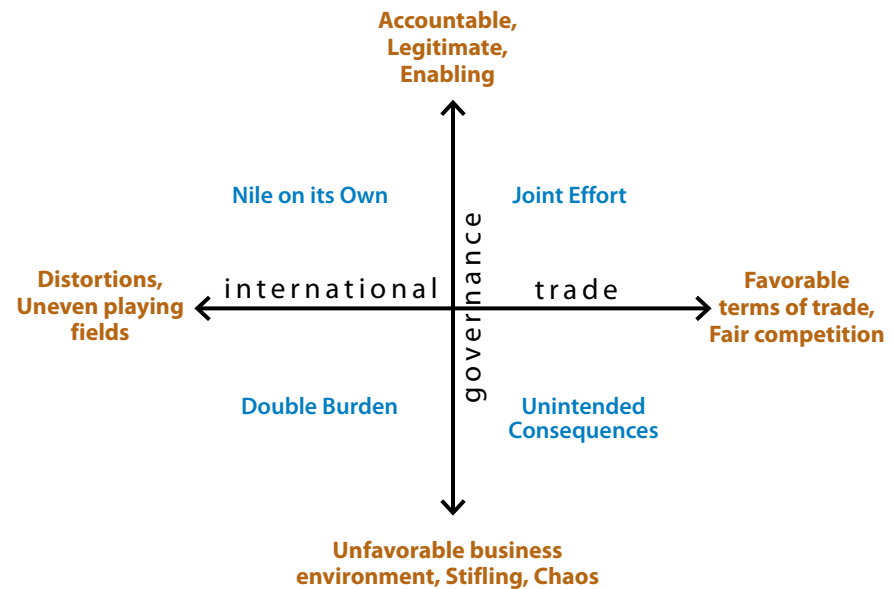 Accountable,
Legitimate,
Enabling
Nile on its Own
Joint Effort
governance
international
trade
Distortions,
Uneven playing
fields
Favorable
terms of trade,
Fair competition
Double Burden
Unintended
Consequences
Unfavorable business
environment, Stifling, Chaos